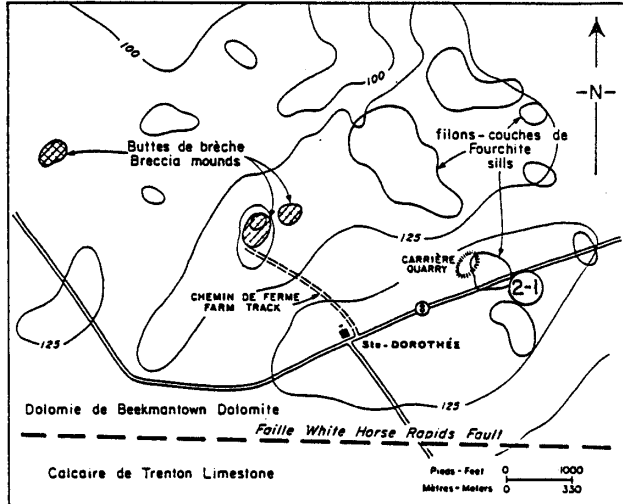 100
100
-N-
Buttes de brèche
Breccia mounds
filons-couches de
Fourchite
sills
125
CARRIÈRE
QUARRY
CHEMIN DE FERME
FARM TRACK
2-1
8
125
Ste-DOROTHÉE
125
Dolomie de Beekmantown Dolomite
Faille White Horse Rapids Fault
Calcaire de Trenton Limestone
Pieds - Feet 0 1000
Mètres - Meters 0 330